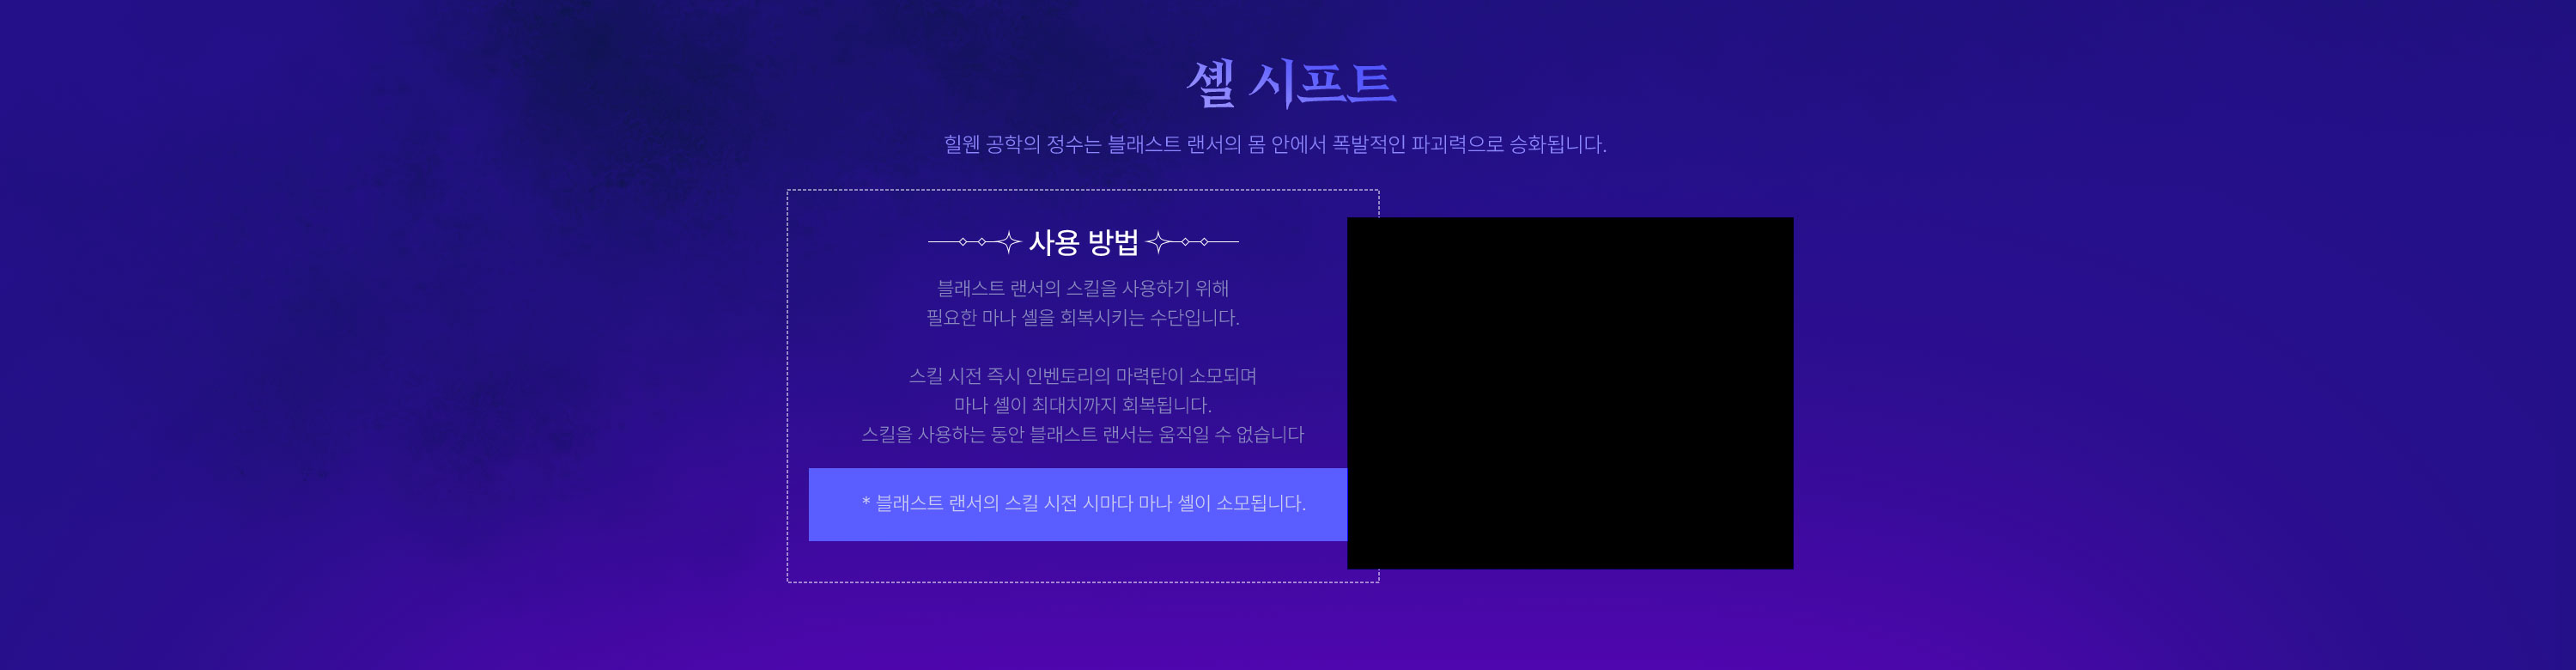 셸 시프트
힐웬 공학의 정수는 블래스트 랜서의 몸 안에서 폭발적인 파괴력으로 승화됩니다.
사용 방법
블래스트 랜서의 스킬을 사용하기 위해
필요한 마나 셸을 회복시키는 수단입니다.
스킬 시전 즉시 인벤토리의 마력탄이 소모되며
마나 셸이 최대치까지 회복됩니다.
스킬을 사용하는 동안 블래스트 랜서는 움직일 수 없습니다
* 블래스트 랜서의 스킬 시전 시마다 마나 셸이 소모됩니다.